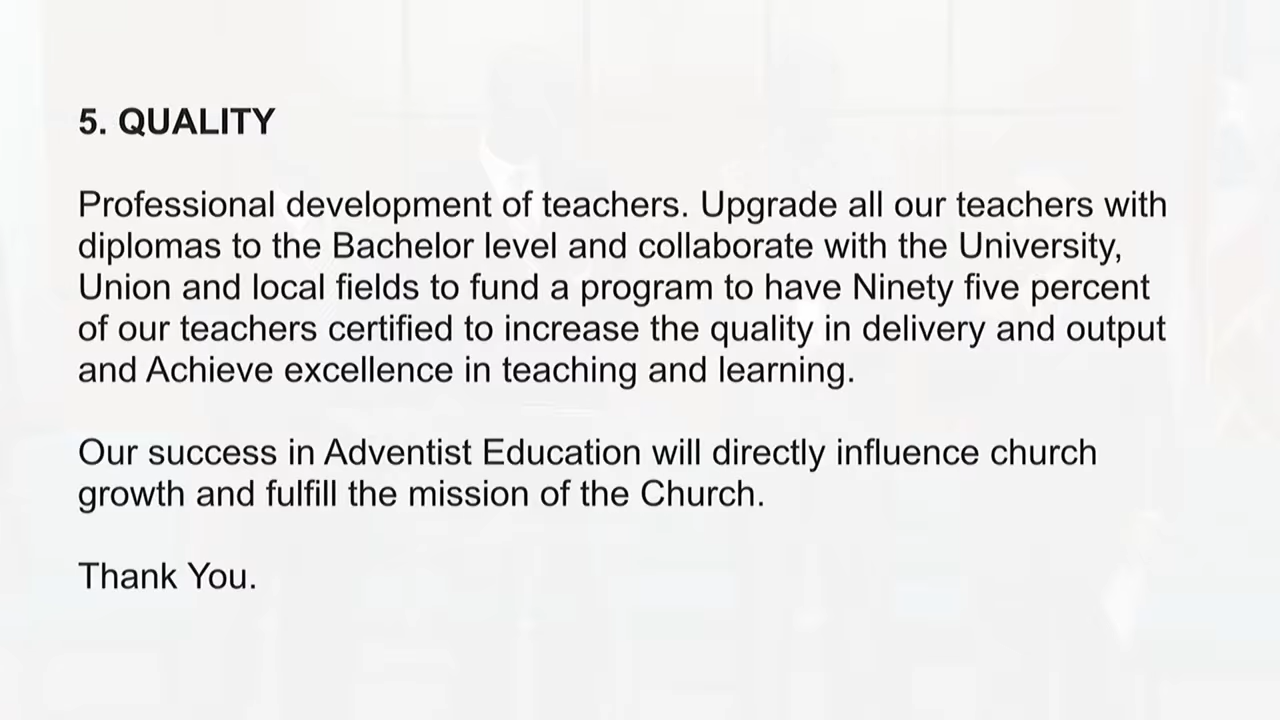 5. QUALITY
Professional development of teachers. Upgrade all our teachers with
diplomas to the Bachelor level and collaborate with the University,
Union and local fields to fund a program to have Ninety five percent
of our teachers certified to increase the quality in delivery and output
and Achieve excellence in teaching and learning.
Our success in Adventist Education will directly influence church
growth and fulfill the mission of the Church.
Thank You.